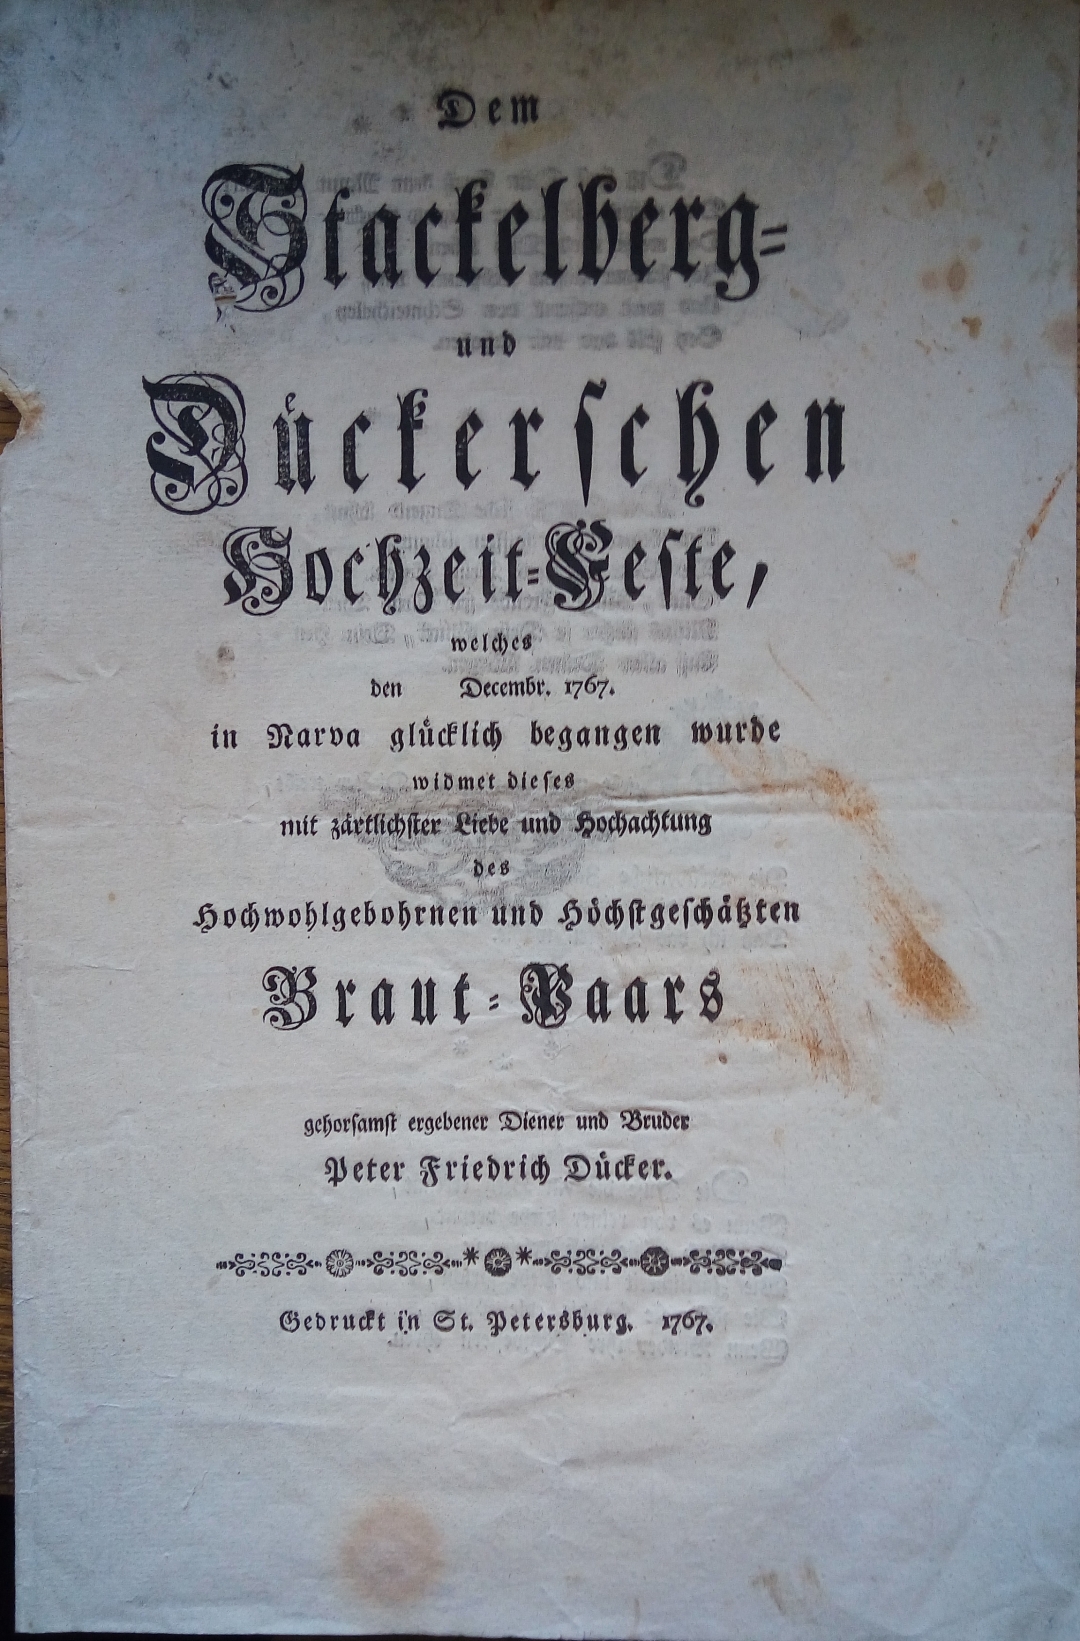 Dem
Stackelberg-
und
Dückerschen
Hochzeit-Feste,
welches
den Decembr. 1767.
in Narva glücklich begangen wurde
widmet dieses
mit zärtlichster Liebe und Hochachtung
des
Hochwohlgebohrnen und Höchstgeschätzten
Braut-Paars
gehorsamst ergebener Diener und Bruder
Peter Friedrich Dücker.
Gedruckt in St. Petersburg. 1767.